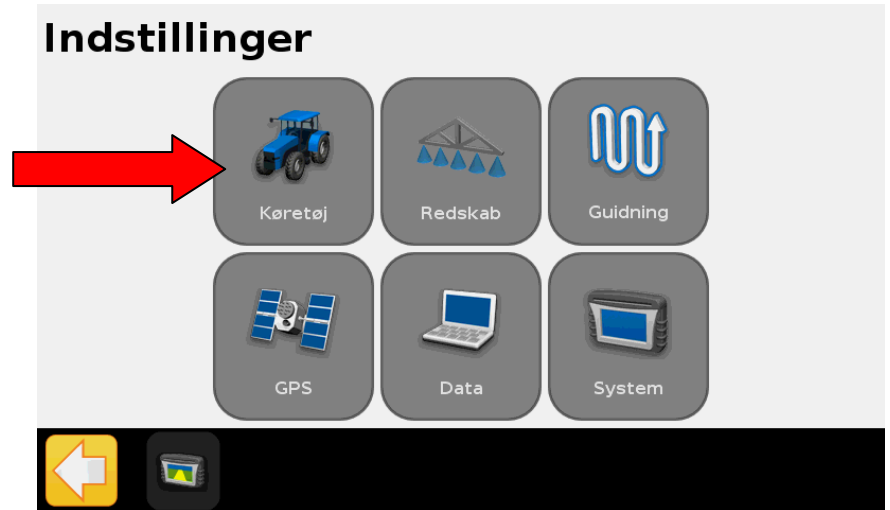 Indstillinger
Køretøj
Redskab
Guidning
GPS
Data
System